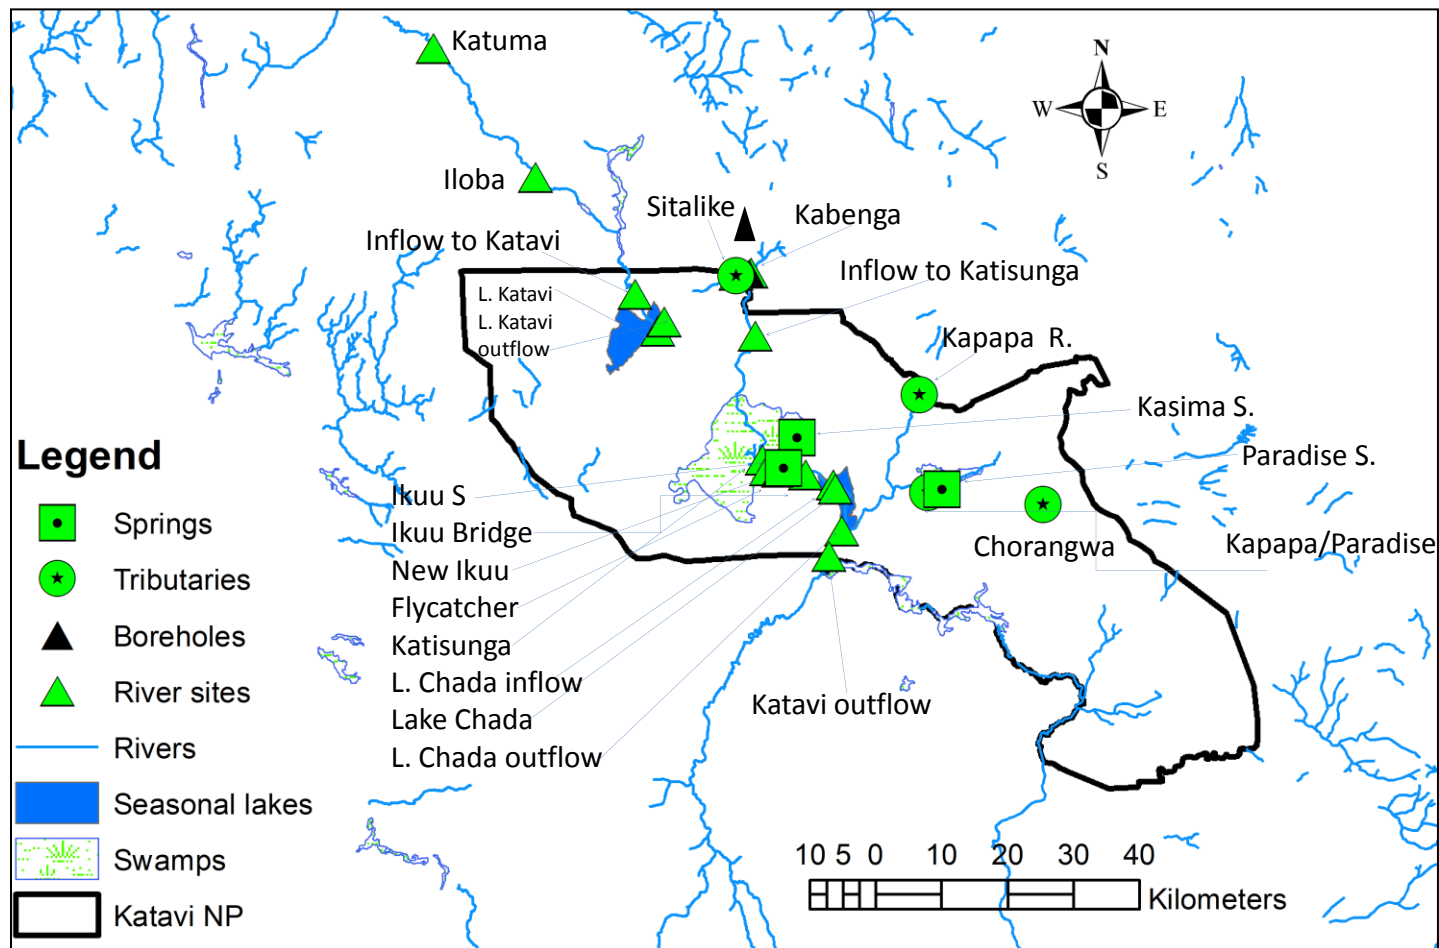 Katuma
N
W
E
S
Iloba
Sitalike
Kabenga
Inflow to Katavi
Inflow to Katisunga
L. Katavi
L. Katavi
outflow
Kapapa R.
Kasima S.
Paradise S.
Legend
Springs
Tributaries
Boreholes
River sites
Rivers
Seasonal lakes
Swamps
Katavi NP
Ikuu S
Ikuu Bridge
New Ikuu
Flycatcher
Katisunga
L. Chada inflow
Lake Chada
L. Chada outflow
Chorangwa
Kapapa/Paradise
Katavi outflow
10 5 0 10 20 30 40
Kilometers